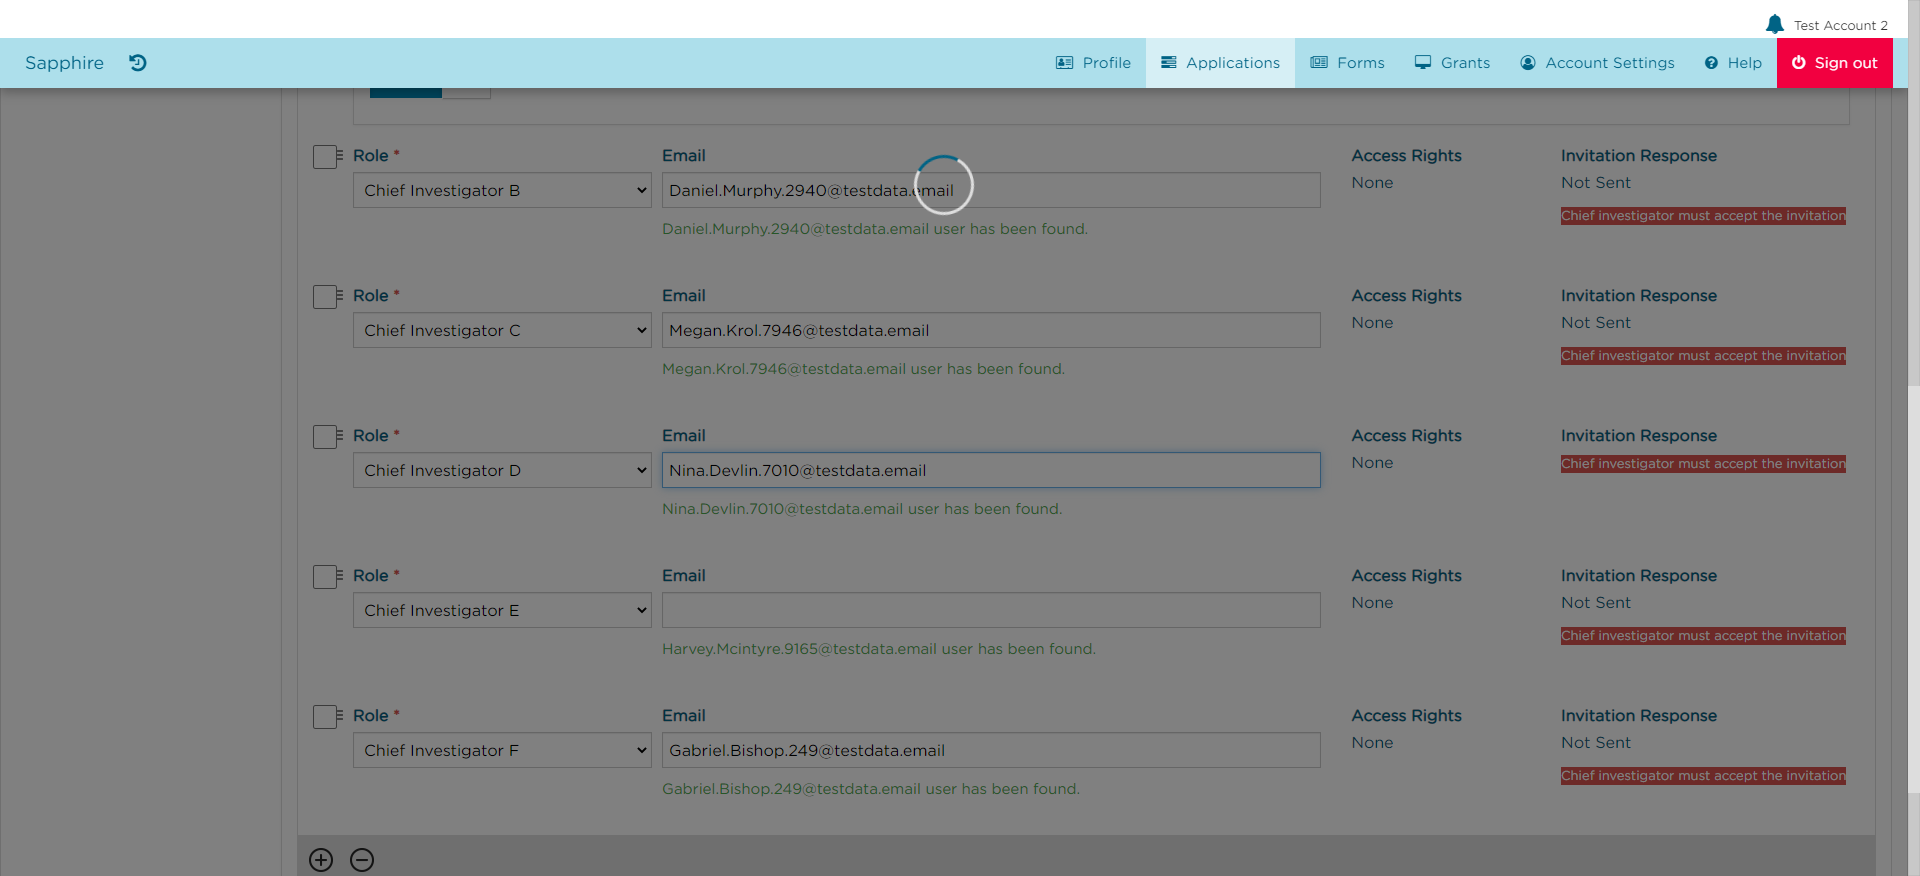 Test Account 2
Sapphire Profile Applications Forms Grants Account Settings Help Sign out
Role * Email Access Rights Invitation Response
Chief Investigator B Daniel.Murphy.2940@testdata.email None Not Sent
Chief investigator must accept the invitation
Daniel.Murphy.2940@testdata.email user has been found.
Role * Email Access Rights Invitation Response
Chief Investigator C Megan.Krol.7946@testdata.email None Not Sent
Chief investigator must accept the invitation
Megan.Krol.7946@testdata.email user has been found.
Role * Email Access Rights Invitation Response
Chief Investigator D Nina.Devlin.7010@testdata.email None Chief investigator must accept the invitation
Nina.Devlin.7010@testdata.email user has been found.
Role * Email Access Rights Invitation Response
Chief Investigator E None Not Sent
Chief investigator must accept the invitation
Harvey.Mcintyre.9165@testdata.email user has been found.
Role * Email Access Rights Invitation Response
Chief Investigator F Gabriel.Bishop.249@testdata.email None Not Sent
Chief investigator must accept the invitation
Gabriel.Bishop.249@testdata.email user has been found.